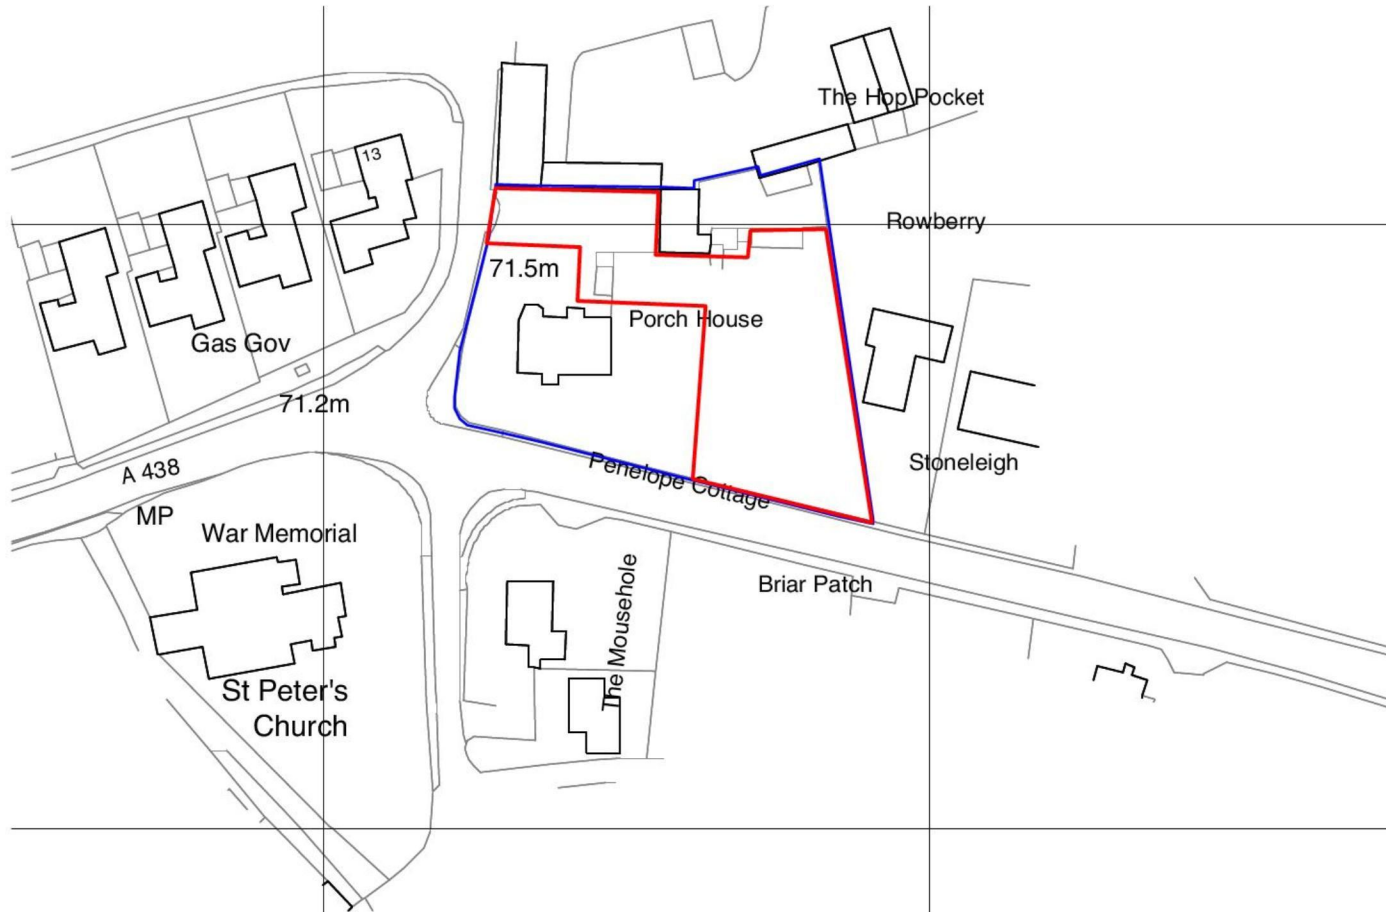 The Hop Pocket
13
Rowberry
71.5m
Porch House
Gas Gov
71.2m
Stoneleigh
A 438
Penelope Cottage
MP
War Memorial
Briar Patch
The Mousehole
St Peter's
Church